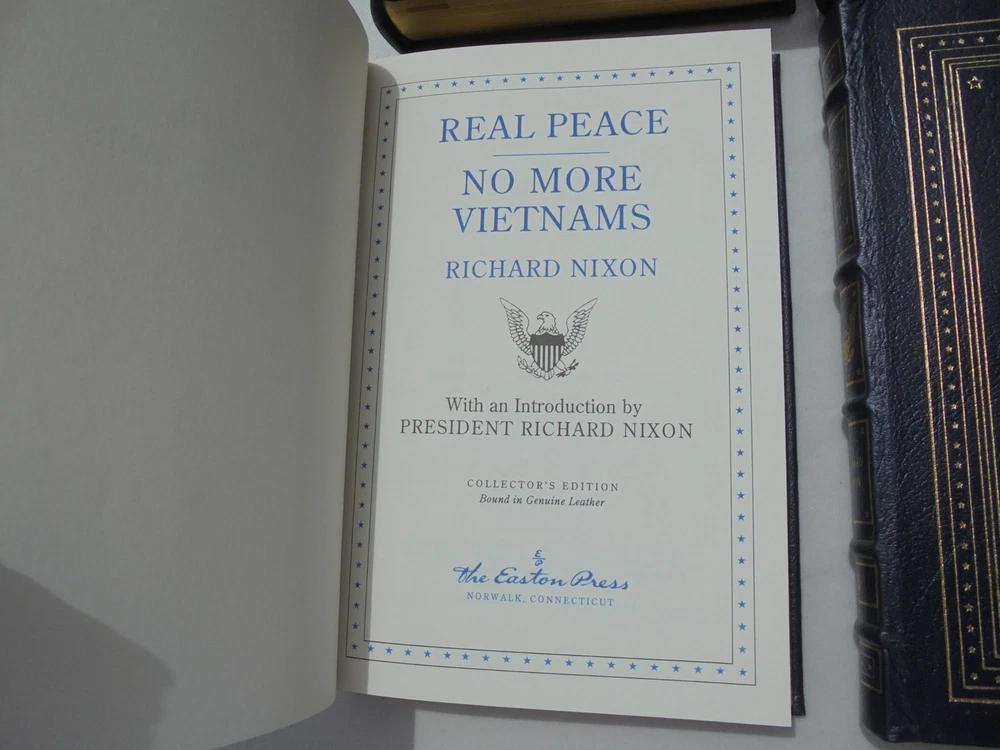 REAL PEACE
NO MORE
VIETNAMS
RICHARD NIXON
With an Introduction by
PRESIDENT RICHARD NIXON
COLLECTOR'S EDITION
Bound in Genuine Leather
The Easton Press
NORWALK, CONNECTICUT